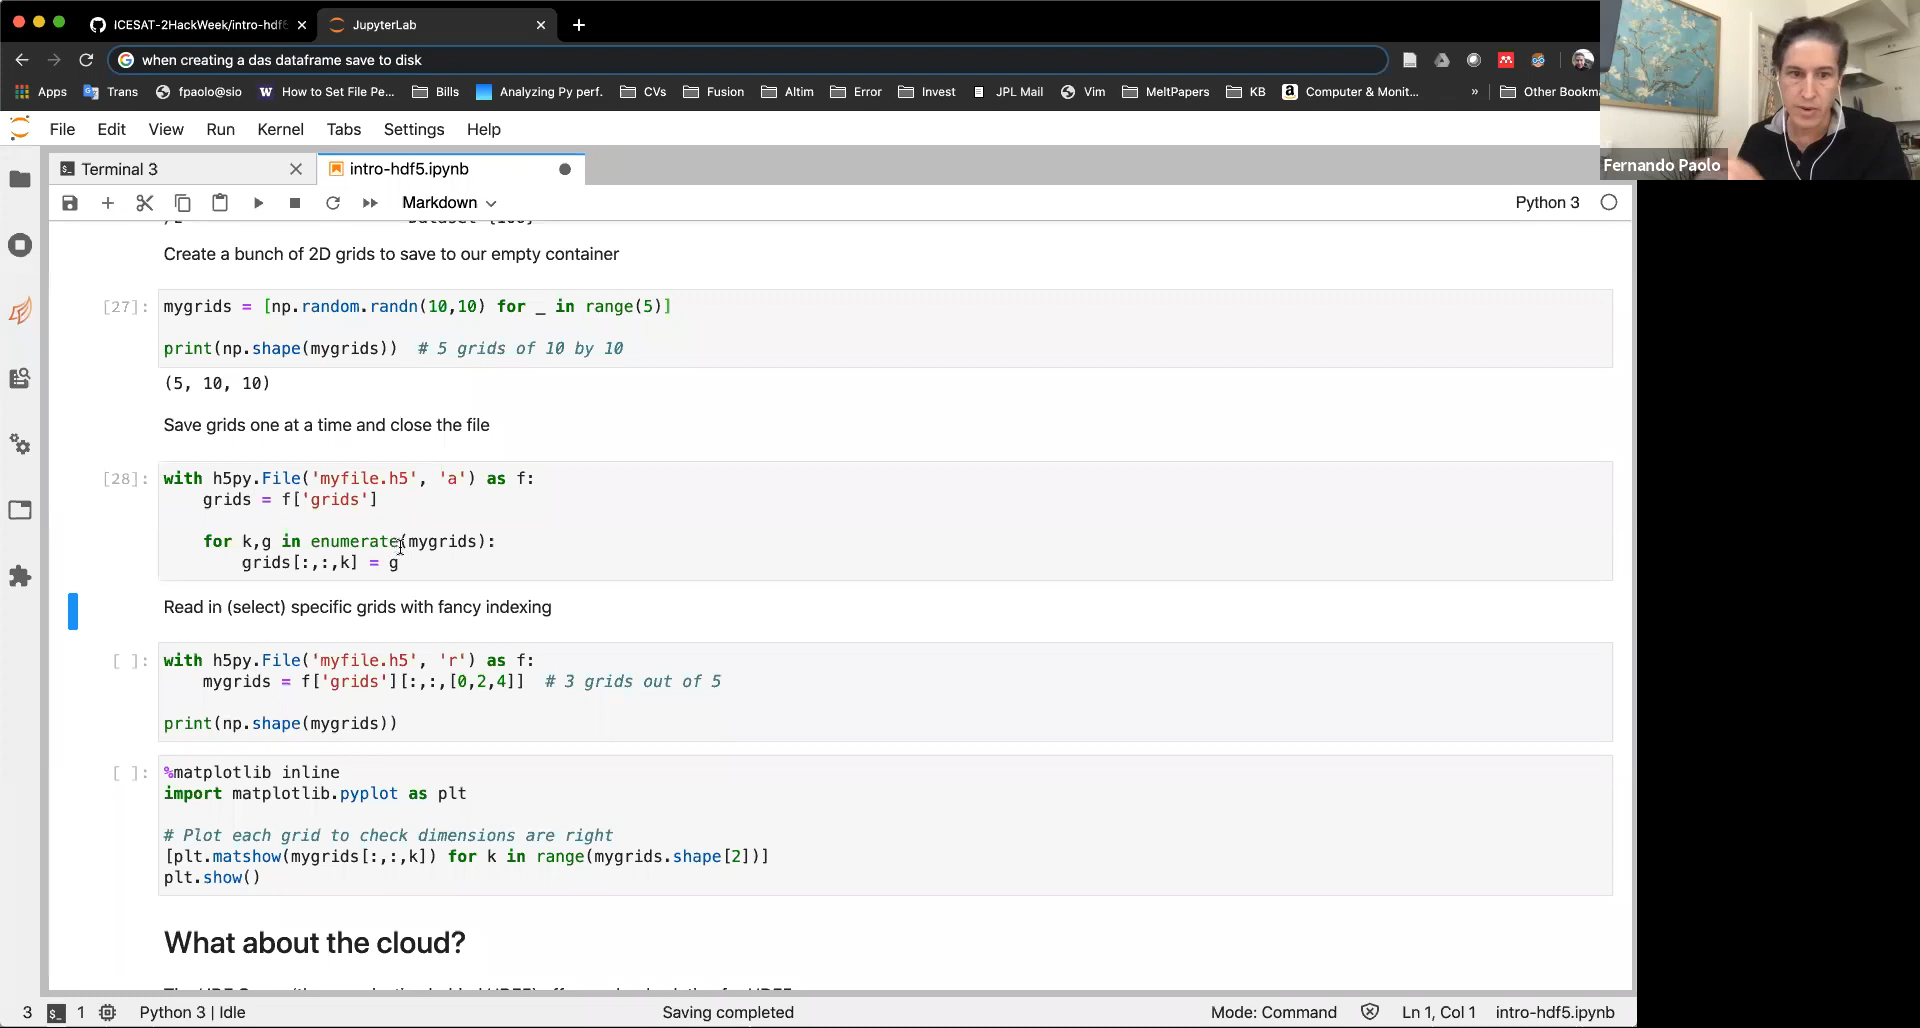 ICESAT-2HackWeek/intro-hdf
JupyterLab
when creating a das dataframe save to disk
Apps
Trans
fpaolo@sio
W How to Set File Pe...
Bills
Analyzing Py perf.
CVs
Fusion
Altim
Error
Invest
JPL Mail
Vim
MeltPapers
KB
a Computer & Monit...
»
Other Bookm
File Edit View Run Kernel Tabs Settings Help
Fernando Paolo
Terminal 3
intro-hdf5.ipynb
Markdown
Python 3
Create a bunch of 2D grids to save to our empty container
[27]: mygrids = [np.random.randn(10,10) for _ in range(5)]
print(np.shape(mygrids))  # 5 grids of 10 by 10
(5, 10, 10)
Save grids one at a time and close the file
[28]: with h5py.File('myfile.h5', 'a') as f:
grids = f['grids']
for k,g in enumerate(mygrids):
grids[:,:,k] = g
Read in (select) specific grids with fancy indexing
[ ]: with h5py.File('myfile.h5', 'r') as f:
mygrids = f['grids'][:,:,[0,2,4]]  # 3 grids out of 5
print(np.shape(mygrids))
[ ]: %matplotlib inline
import matplotlib.pyplot as plt
# Plot each grid to check dimensions are right
[plt.matshow(mygrids[:,:,k]) for k in range(mygrids.shape[2])]
plt.show()
What about the cloud?
3 $_ 1 Python 3 | Idle
Saving completed
Mode: Command
Ln 1, Col 1
intro-hdf5.ipynb